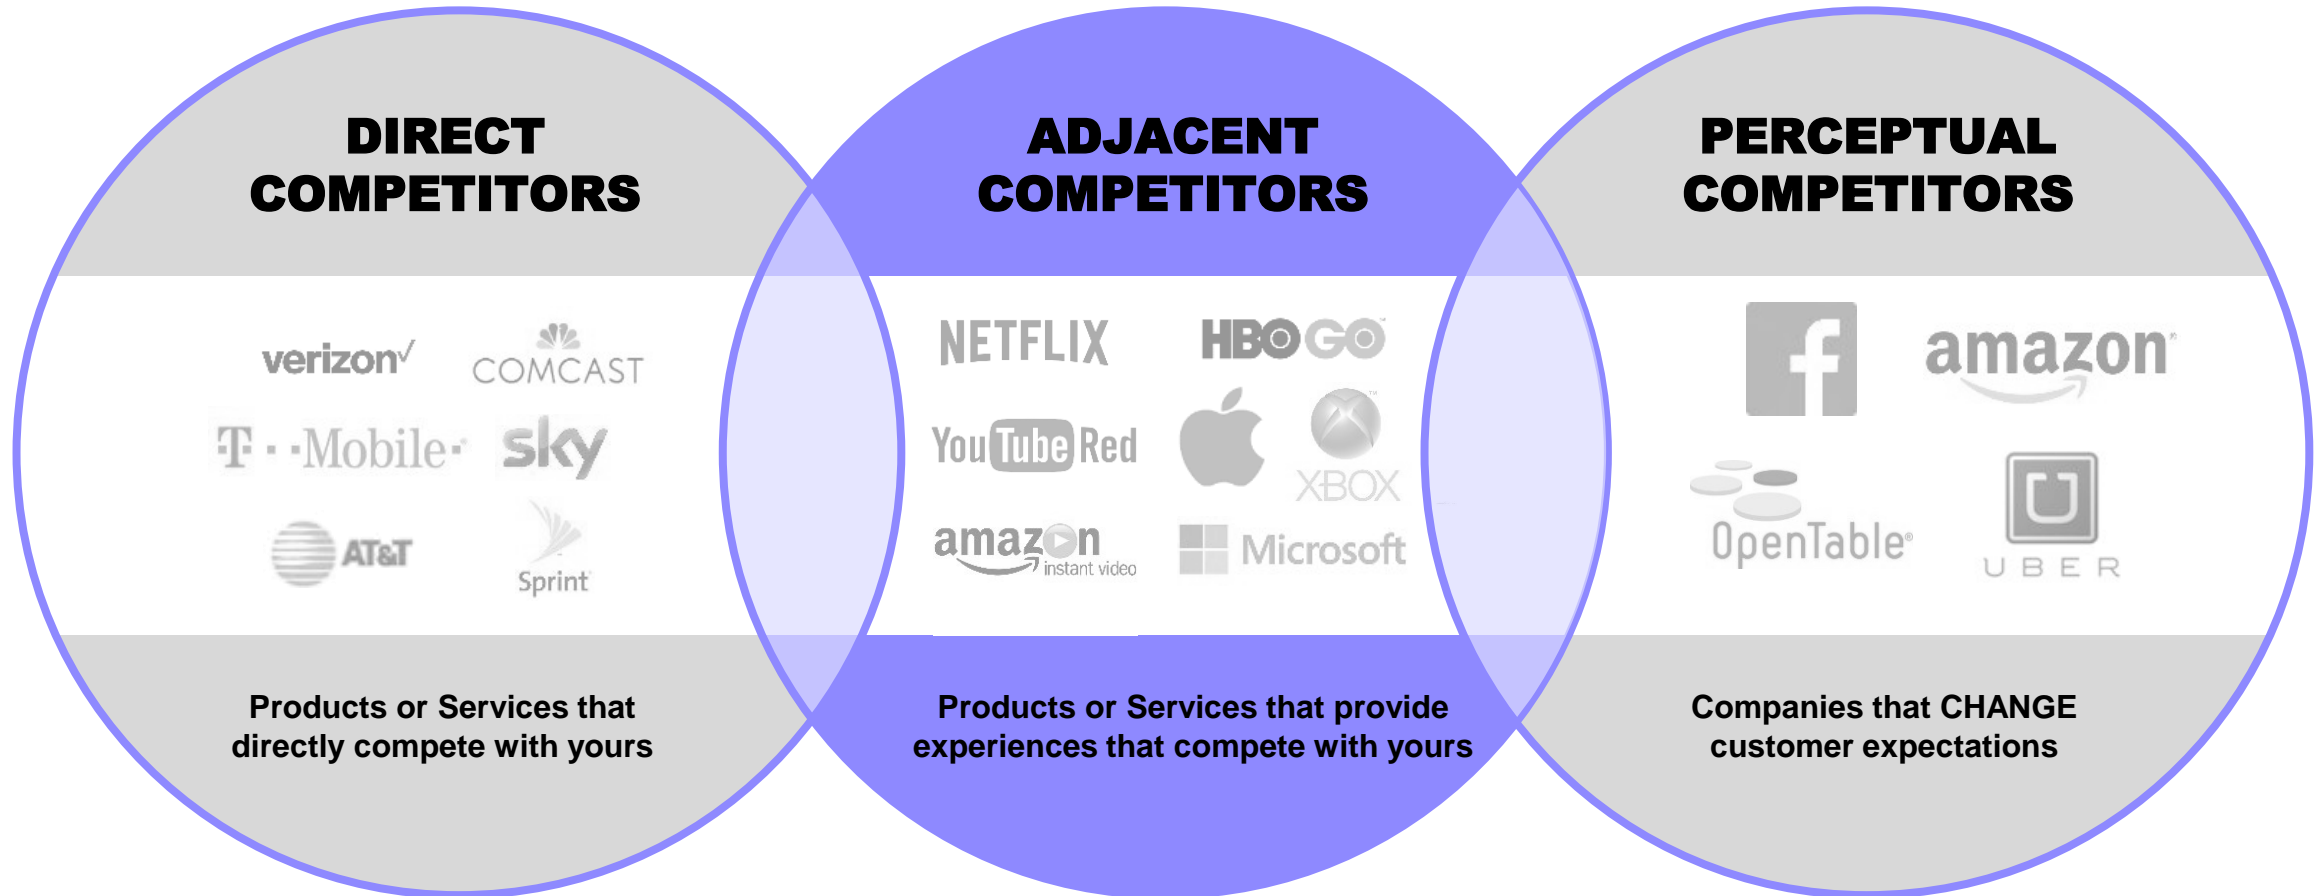 DIRECT
COMPETITORS
verizon
COMCAST
T··Mobile·
sky
AT&T
Sprint
Products or Services that
directly compete with yours
ADJACENT
COMPETITORS
NETFLIX
HBO GO
YouTube Red
XBOX
amazon
instant video
Microsoft
Products or Services that provide
experiences that compete with yours
PERCEPTUAL
COMPETITORS
f
amazon
OpenTable®
U
UBER
Companies that CHANGE
customer expectations